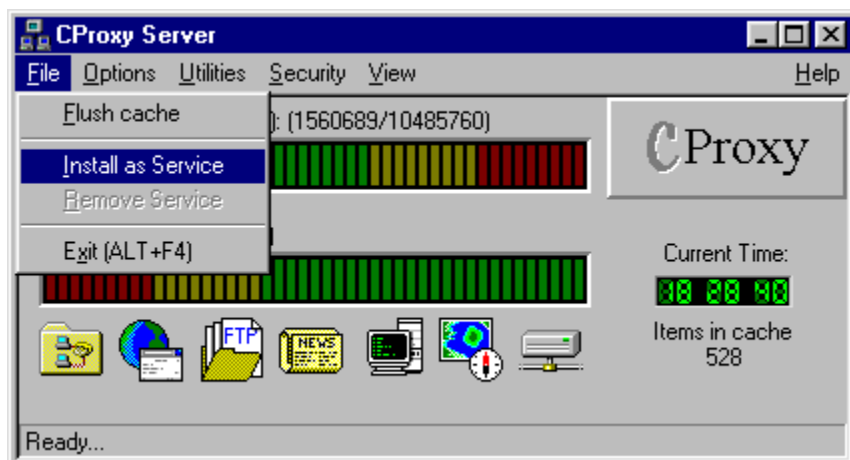 CProxy Server
File Options Utilities Security View Help
Flush cache
): (1560689/10485760)
CProxy
Install as Service
Remove Service
Exit (ALT+F4)
Current Time:
Items in cache
528
FTP
NEWS
Ready...